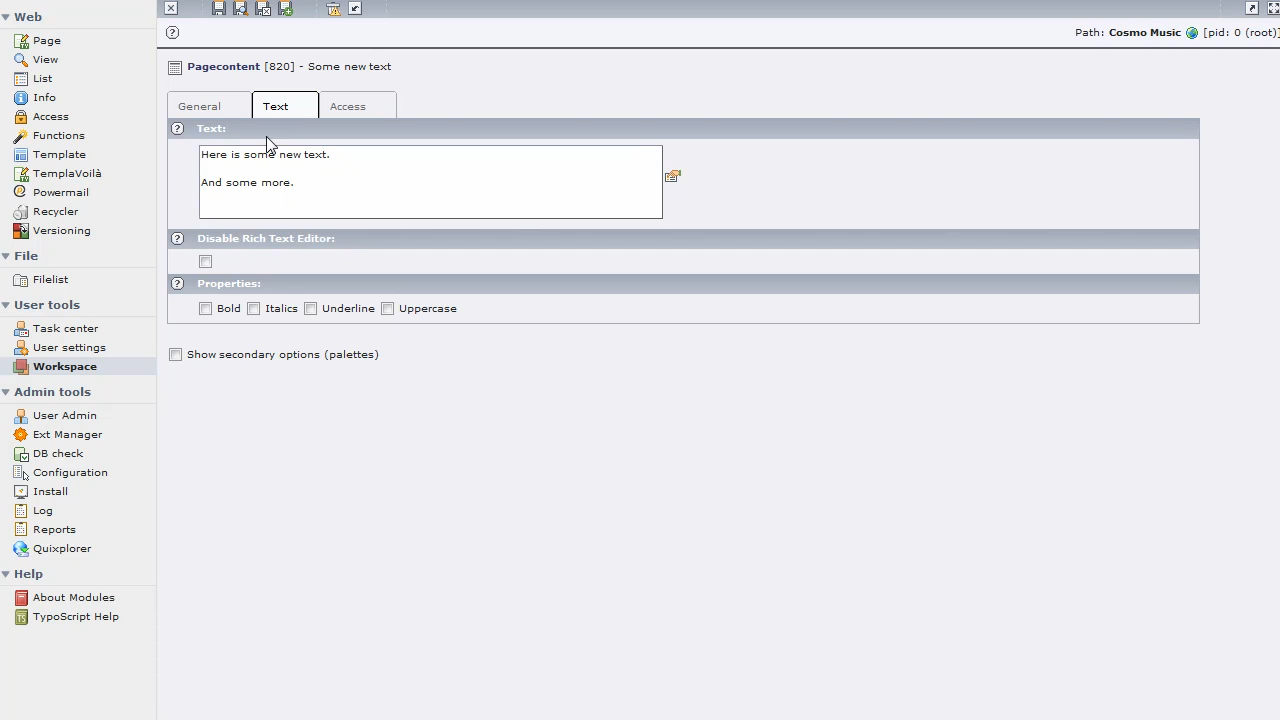 Web
Page
View
List
Info
Access
Functions
Template
TemplaVoilà
Powermail
Recycler
Versioning
File
Filelist
User tools
Task center
User settings
Workspace
Admin tools
User Admin
Ext Manager
DB check
Configuration
Install
Log
Reports
Quixplorer
Help
About Modules
TypoScript Help
Path: Cosmo Music [pid: 0 (root)]
Pagecontent [820] - Some new text
General Text Access
Text:
Here is some new text.
And some more.
Disable Rich Text Editor:
Properties:
Bold Italics Underline Uppercase
Show secondary options (palettes)